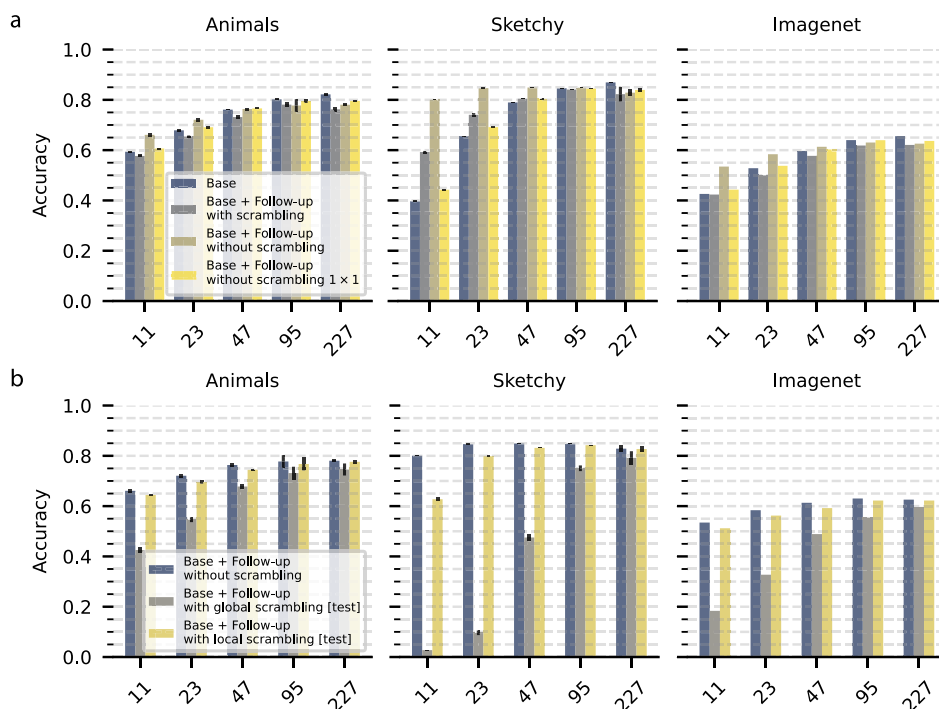 a
Animals
Sketchy
Imagenet
Accuracy
1.0
0.8
0.6
0.4
0.2
0.0
Base
Base + Follow-up
with scrambling
Base + Follow-up
without scrambling
Base + Follow-up
without scrambling 1 × 1
11 23 47 95 227
11 23 47 95 227
11 23 47 95 227
b
Animals
Sketchy
Imagenet
Accuracy
1.0
0.8
0.6
0.4
0.2
0.0
Base + Follow-up
without scrambling
Base + Follow-up
with global scrambling [test]
Base + Follow-up
with local scrambling [test]
11 23 47 95 227
11 23 47 95 227
11 23 47 95 227